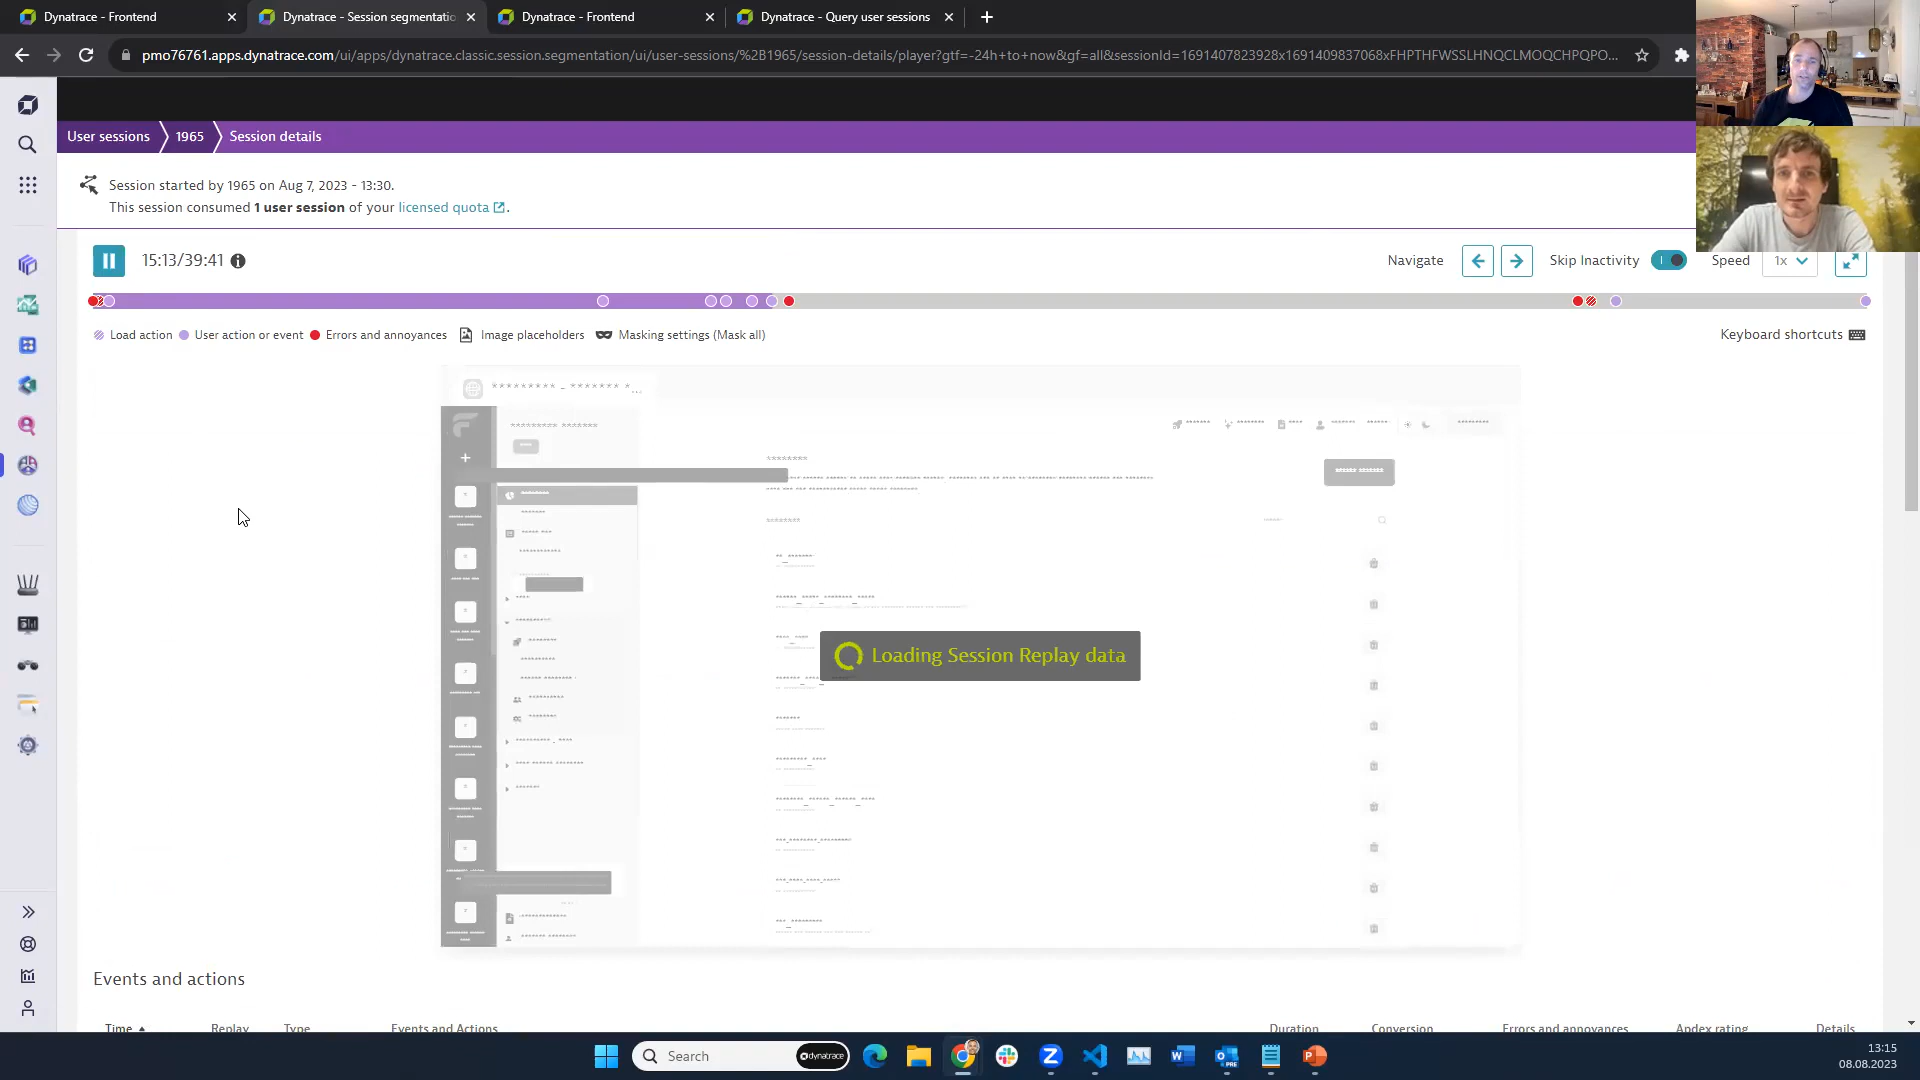 Dynatrace - Frontend
Dynatrace - Session segmentatio
Dynatrace - Frontend
Dynatrace - Query user sessions
pmo76761.apps.dynatrace.com/ui/apps/dynatrace.classic.session.segmentation/ui/user-sessions/%2B1965/session-details/player?gtf=-24h+to+now&gf=all&sessionId=1691407823928x1691409837068xFHPTHFWSSLHNQCLMOQCHPQPO...
User sessions 1965 Session details
Session started by 1965 on Aug 7, 2023 - 13:30.
This session consumed 1 user session of your licensed quota.
15:13/39:41
Navigate Skip Inactivity Speed 1x
Load action User action or event Errors and annoyances Image placeholders Masking settings (Mask all)
Keyboard shortcuts
********* - ******* *...
Loading Session Replay data
Events and actions
Time Replay Type Events and Actions Duration Conversion Errors and annoyances Apdex rating Details
Search
dynatrace
13:15
08.08.2023